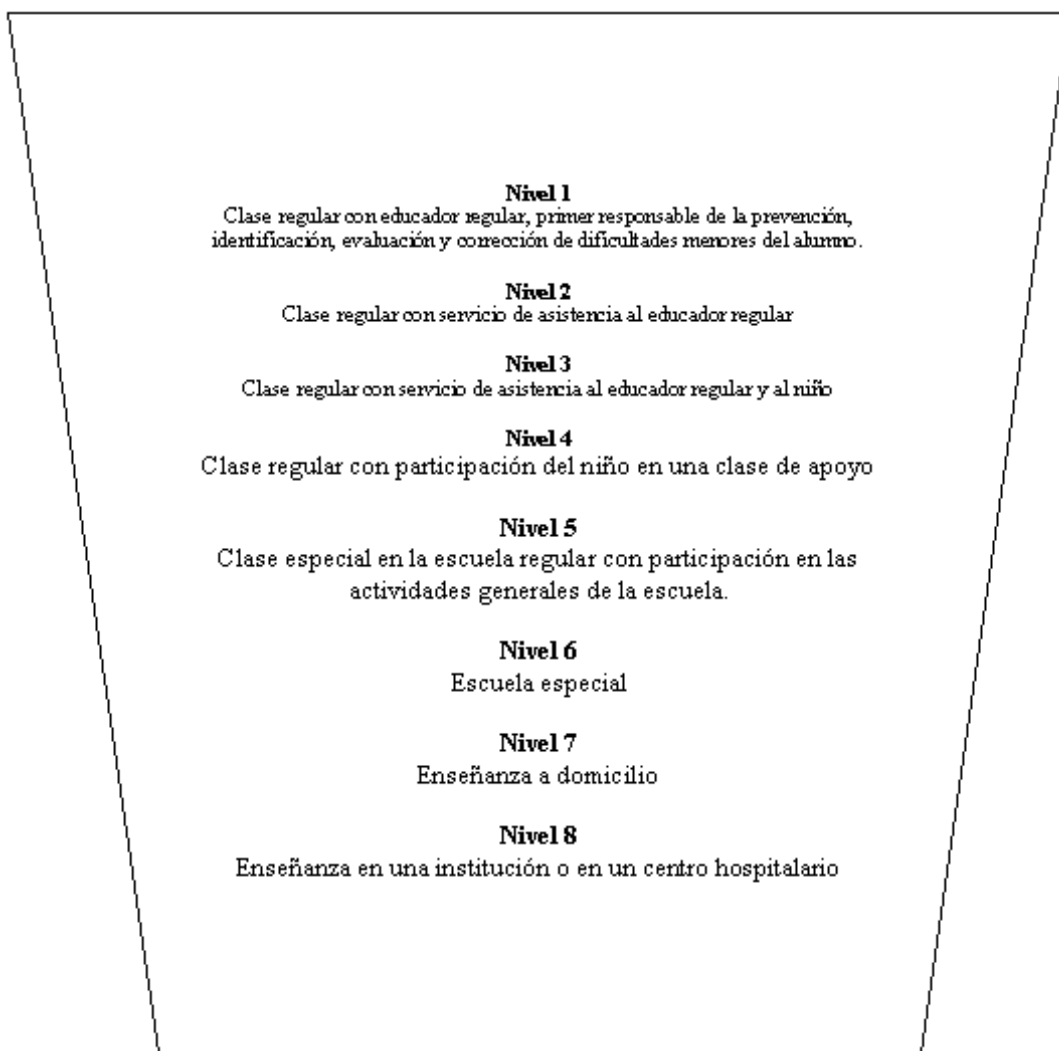 Nivel 1
Clase regular con educador regular, primer responsable de la prevención,
identificación, evaluación y corrección de dificultades menores del alumno.
Nivel 2
Clase regular con servicio de asistencia al educador regular
Nivel 3
Clase regular con servicio de asistencia al educador regular y al niño
Nivel 4
Clase regular con participación del niño en una clase de apoyo
Nivel 5
Clase especial en la escuela regular con participación en las
actividades generales de la escuela.
Nivel 6
Escuela especial
Nivel 7
Enseñanza a domicilio
Nivel 8
Enseñanza en una institución o en un centro hospitalario